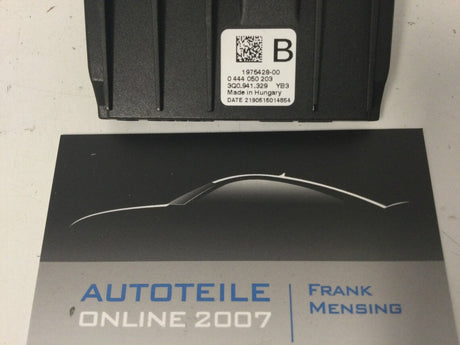 B
1975428-00
0 444 050 203
3Q0.941.329 YB3
Made in Hungary
DATE 2190515014854
AUTOTEILE
ONLINE 2007
FRANK
MENSING